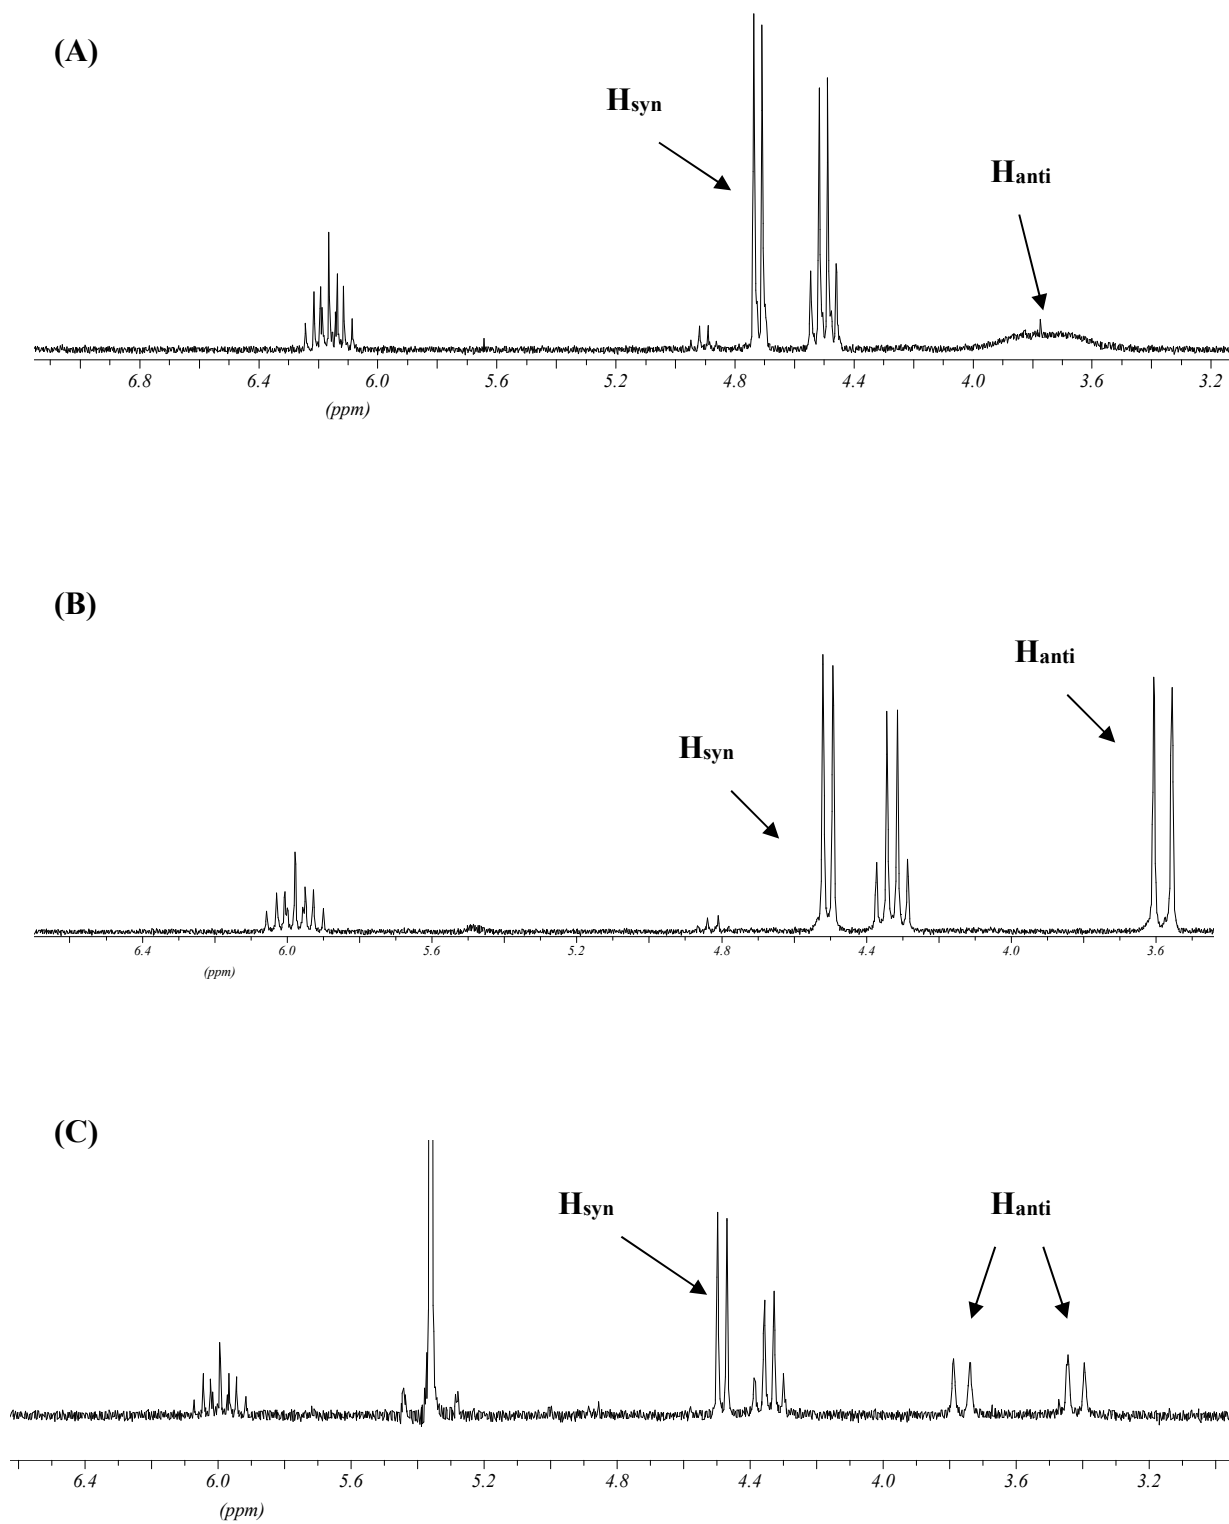 (A)
Hsyn
Hanti
6.8 6.4 6.0 5.6 5.2 4.8 4.4 4.0 3.6 3.2
(ppm)
(B)
Hanti
Hsyn
6.4 6.0 5.6 5.2 4.8 4.4 4.0 3.6
(ppm)
(C)
Hsyn Hanti
6.4 6.0 5.6 5.2 4.8 4.4 4.0 3.6 3.2
(ppm)